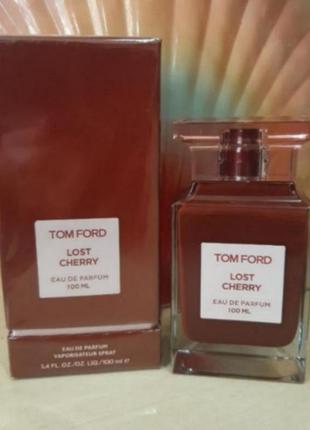 TOM FORD
LOST
CHERRY
EAU DE PARFUM
100 ML
EAU DE PARFUM
VAPORISATEUR SPRAY
3.4 FL. OZ./OZ. LIQ./100 ml ℮
TOM FORD
LOST
CHERRY
EAU DE PARFUM
100 ML